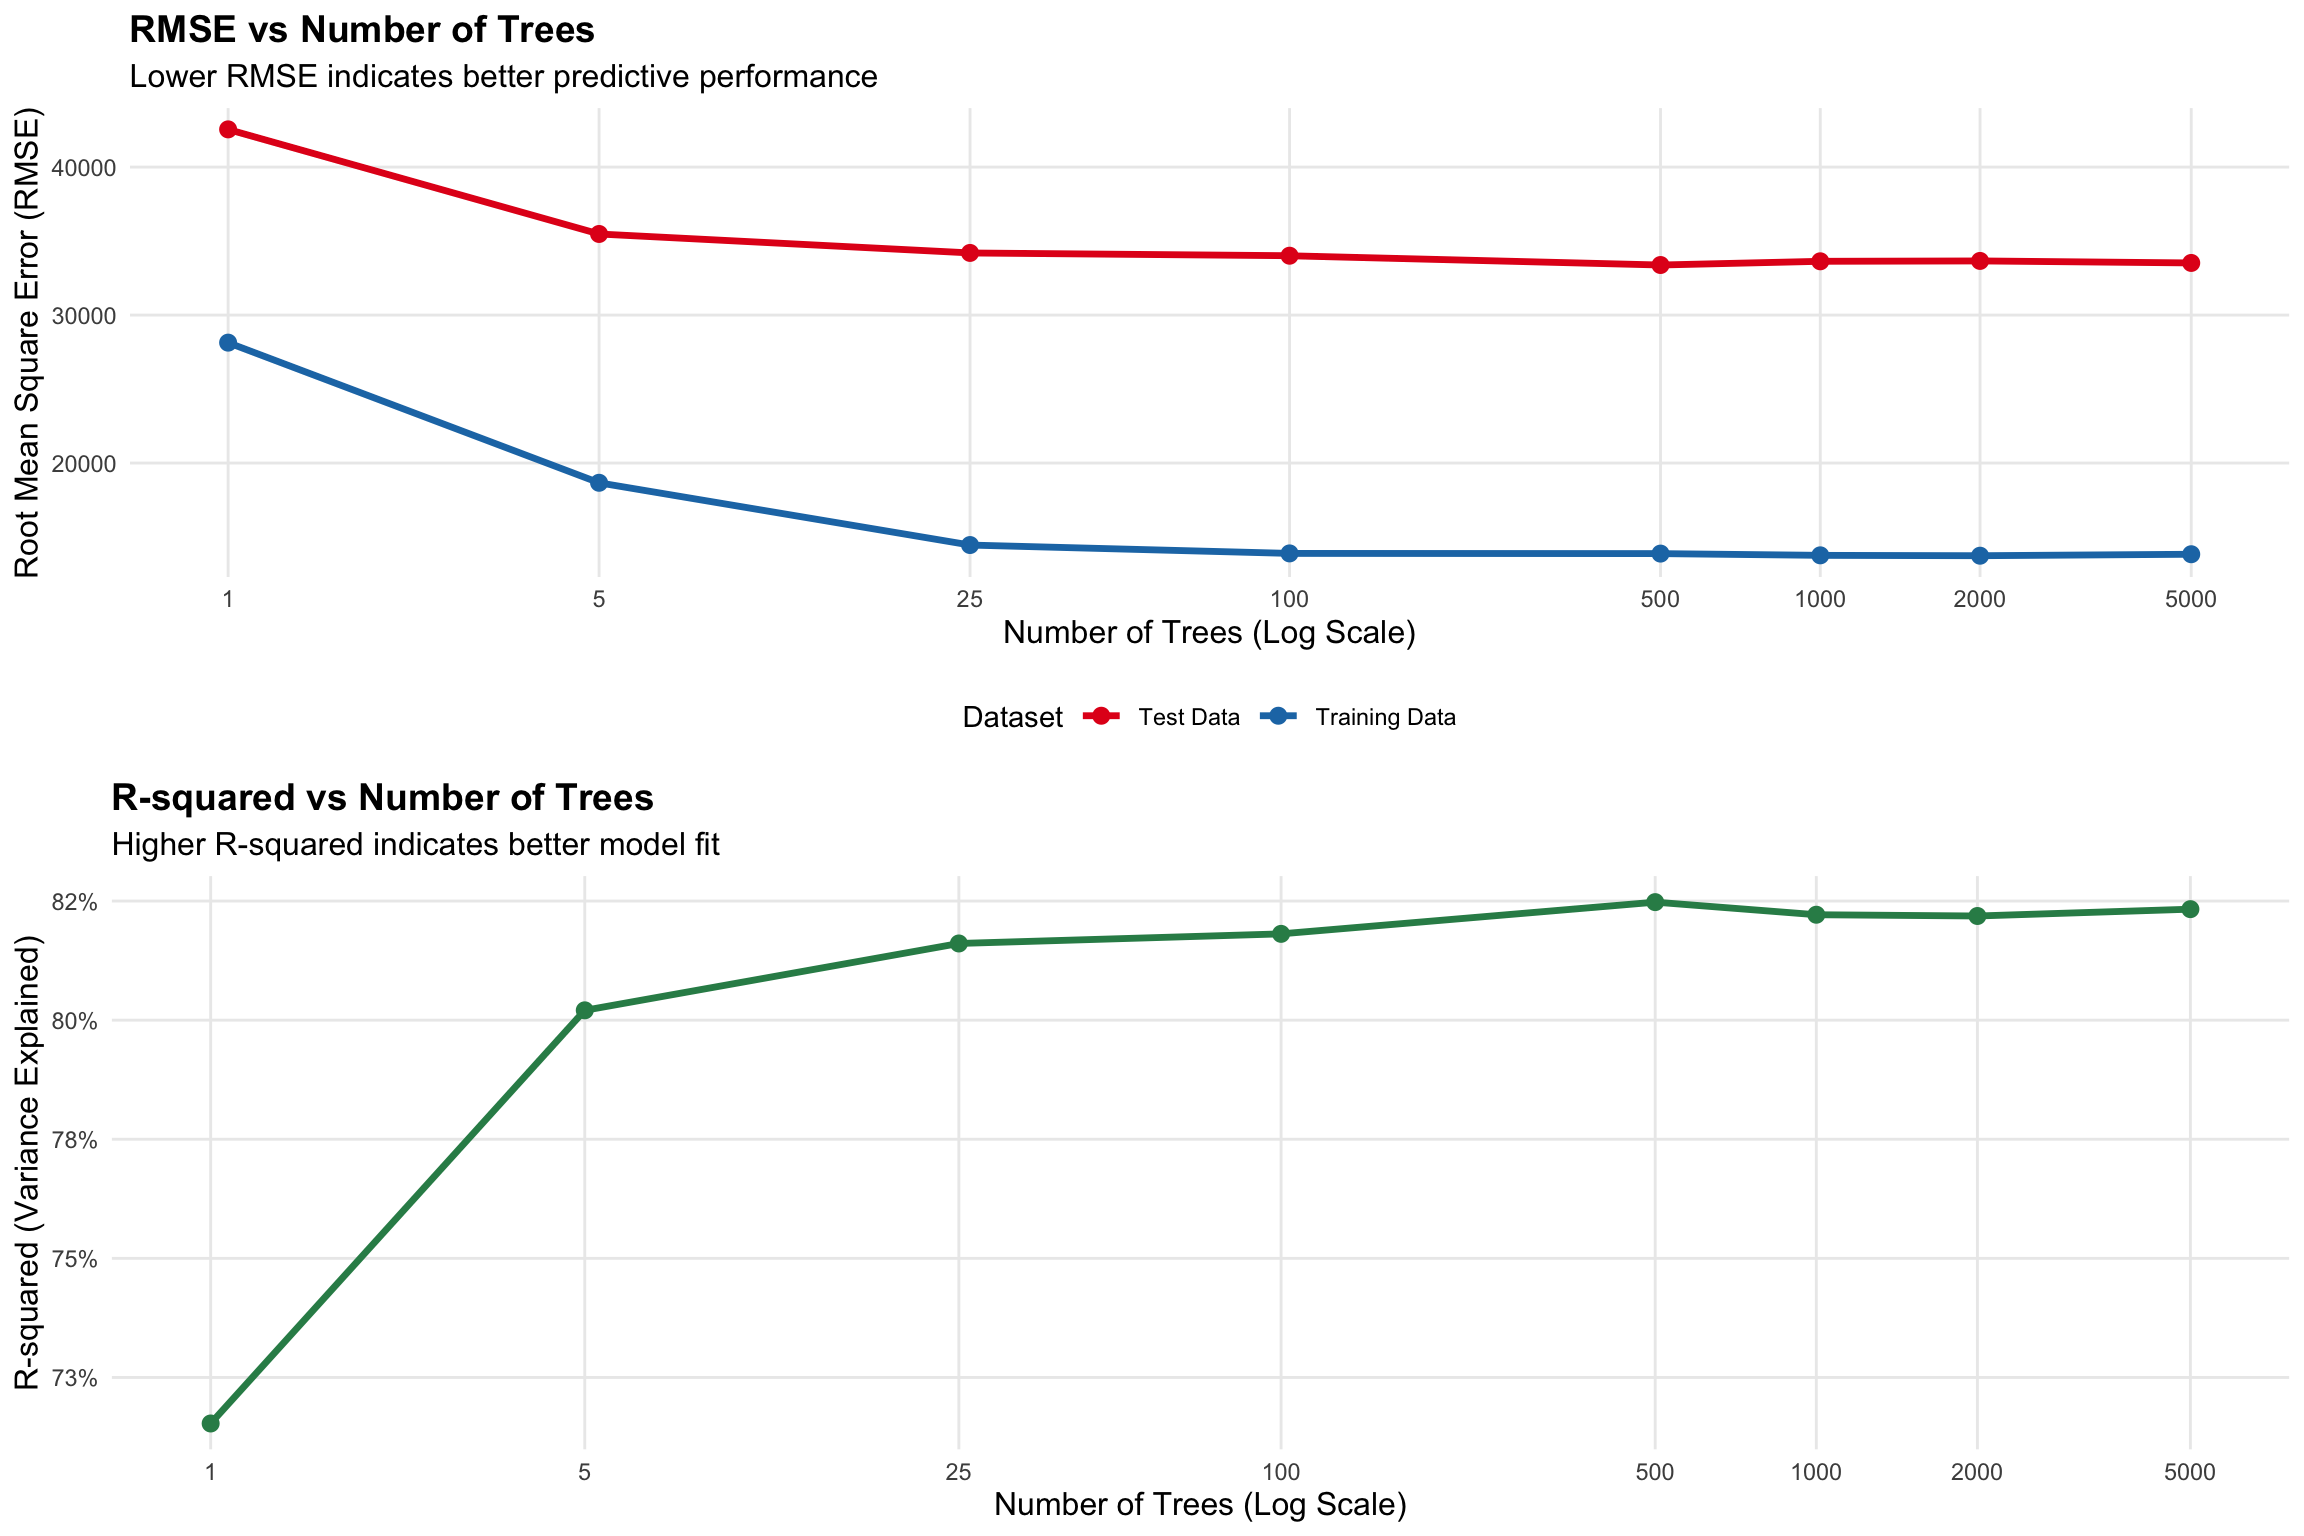 RMSE vs Number of Trees
Lower RMSE indicates better predictive performance
Root Mean Square Error (RMSE)
40000
30000
20000
1 5 25 100 500 1000 2000 5000
Number of Trees (Log Scale)
Dataset Test Data Training Data
R-squared vs Number of Trees
Higher R-squared indicates better model fit
R-squared (Variance Explained)
82%
80%
78%
75%
73%
1 5 25 100 500 1000 2000 5000
Number of Trees (Log Scale)